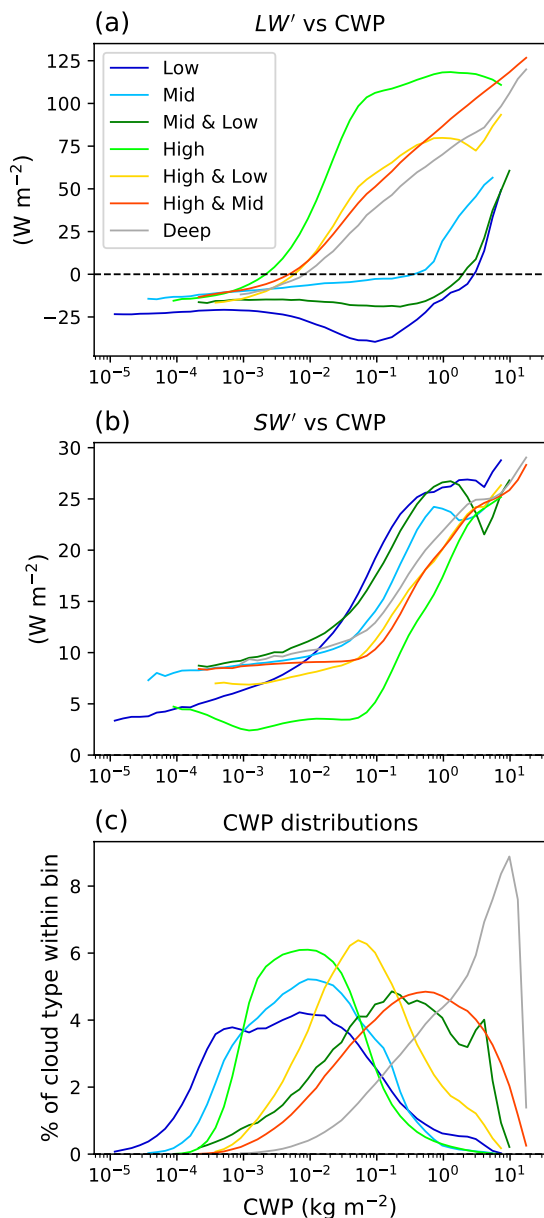 (a) LW′ vs CWP
(W m⁻²)
125
100
75
50
25
0
−25
Low
Mid
Mid & Low
High
High & Low
High & Mid
Deep
10⁻⁵ 10⁻⁴ 10⁻³ 10⁻² 10⁻¹ 10⁰ 10¹
(b) SW′ vs CWP
(W m⁻²)
30
25
20
15
10
5
0
10⁻⁵ 10⁻⁴ 10⁻³ 10⁻² 10⁻¹ 10⁰ 10¹
(c) CWP distributions
% of cloud type within bin
8
6
4
2
0
10⁻⁵ 10⁻⁴ 10⁻³ 10⁻² 10⁻¹ 10⁰ 10¹
CWP (kg m⁻²)